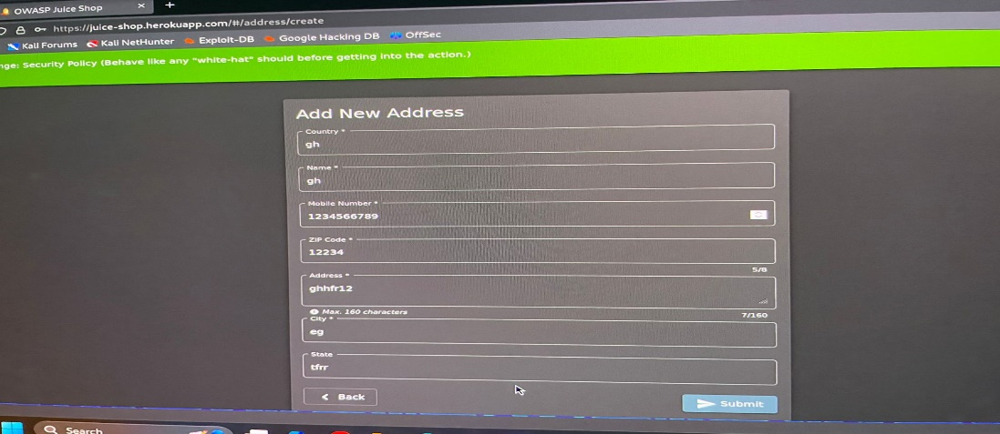 OWASP Juice Shop
https://juice-shop.herokuapp.com/#/address/create
Kali Forums Kali NetHunter Exploit-DB Google Hacking DB OffSec
nge: Security Policy (Behave like any "white-hat" should before getting into the action.)
Add New Address
Country *
gh
Name *
gh
Mobile Number *
1234566789
ZIP Code *
12234
5/8
Address *
ghhfr12
Max. 160 characters 7/160
City *
eg
State
tfrr
Back Submit
Search